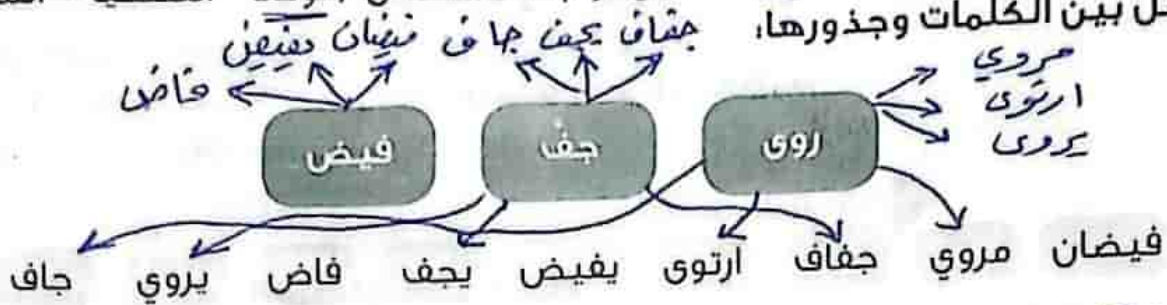 ل بين الكلمات وجذورها،
جفاف يجف جاف فيضان يفيض
فاض
مروي
ارتوى
يروى
روى جف فيض
فيضان مروي جفاف ارتوى يفيض يجف فاض يروي جاف